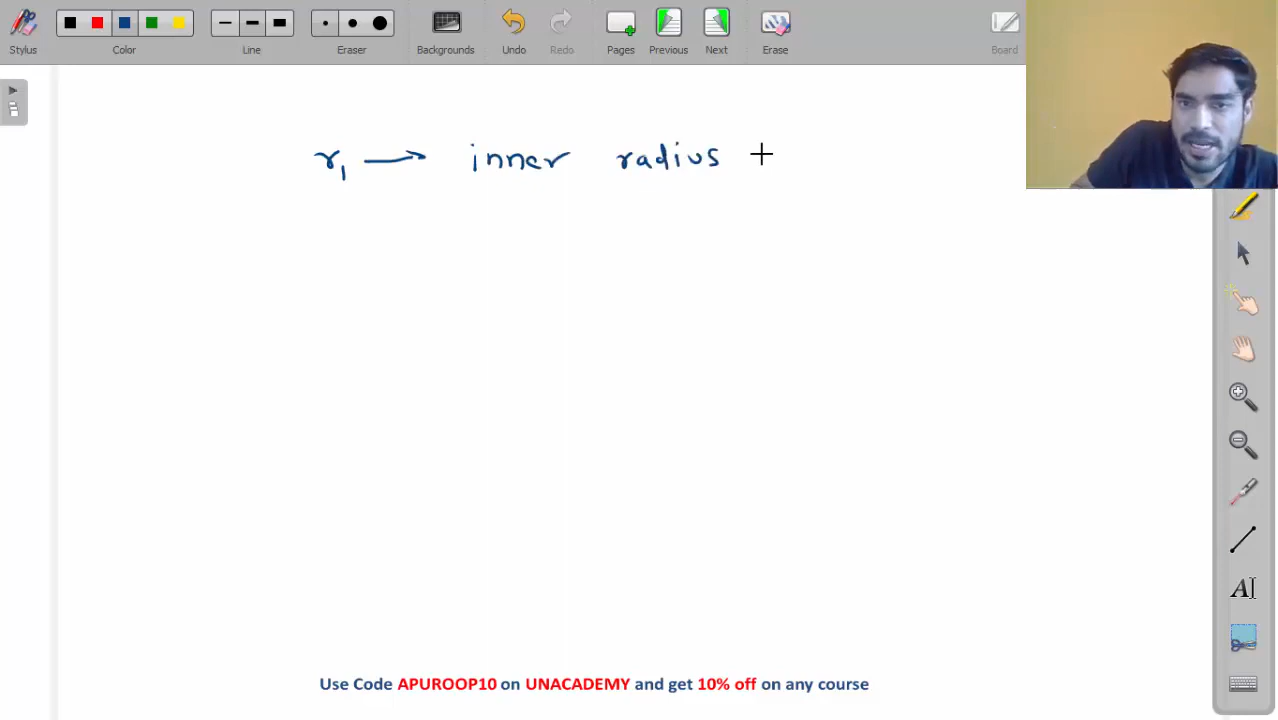 Stylus
Color
Line
Eraser
Backgrounds
Undo
Redo
Pages
Previous
Next
Erase
Board
r₁ → inner radius
A
Use Code APUROOP10 on UNACADEMY and get 10% off on any course